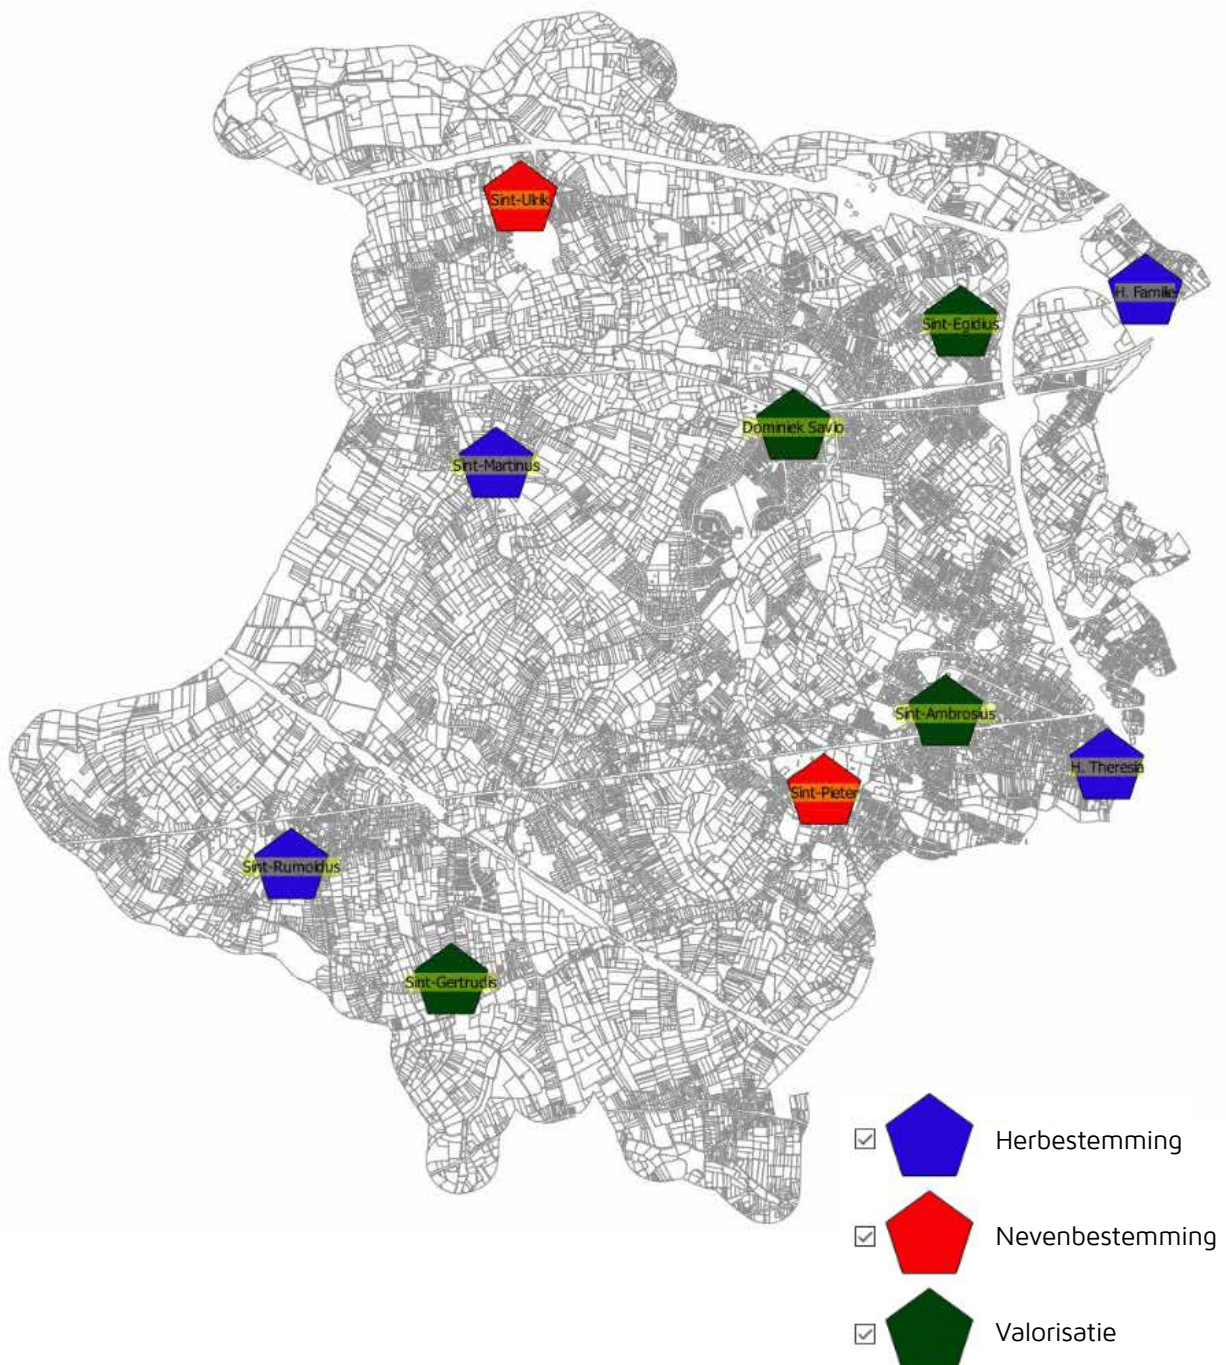 Sint-Ulrik
H. Familie
Sint-Egidius
Dominiek Savio
Sint-Martinus
Sint-Ambrosius
H. Theresia
Sint-Pieter
Sint-Rumoldus
Sint-Gertrudis
Herbestemming
Nevenbestemming
Valorisatie